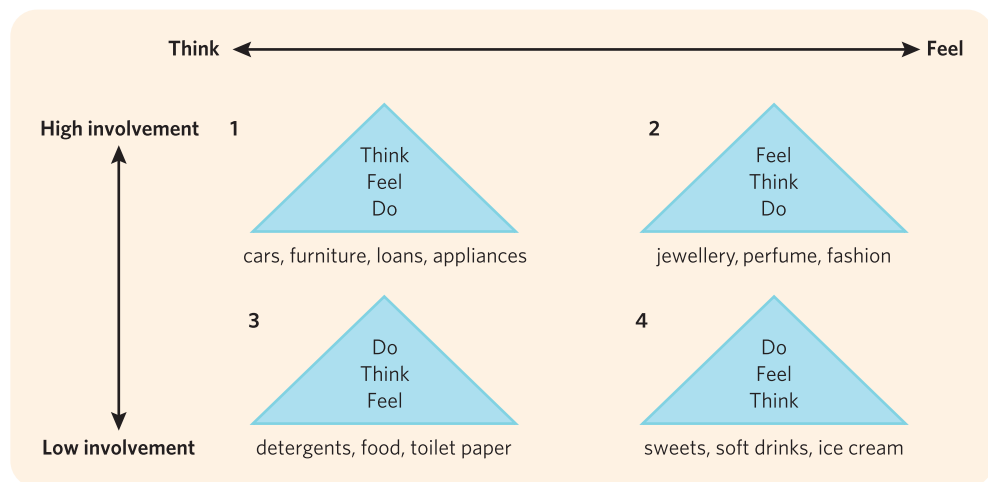 Think
Feel
High involvement
1
Think
Feel
Do
cars, furniture, loans, appliances
2
Feel
Think
Do
jewellery, perfume, fashion
3
Do
Think
Feel
detergents, food, toilet paper
4
Do
Feel
Think
sweets, soft drinks, ice cream
Low involvement